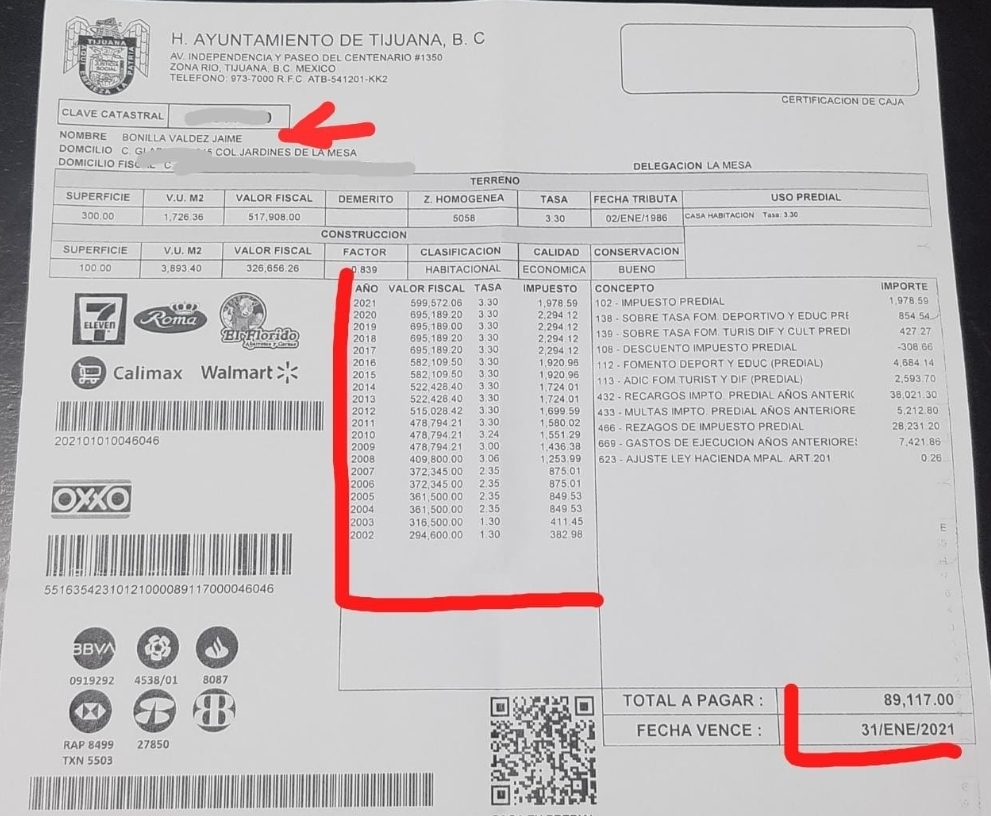 TIJUANA
JUSTICIA SOCIAL
AQUI EMPIEZA LA PATRIA
H. AYUNTAMIENTO DE TIJUANA, B. C
AV. INDEPENDENCIA Y PASEO DEL CENTENARIO #1350
ZONA RIO, TIJUANA, B.C. MEXICO
TELEFONO: 973-7000 R.F.C. ATB-541201-KK2
CERTIFICACION DE CAJA
CLAVE CATASTRAL
NOMBRE BONILLA VALDEZ JAIME
DOMCILIO C. COL.JARDINES DE LA MESA
DOMICILIO
DELEGACION LA MESA
TERRENO
SUPERFICIE V.U. M2 VALOR FISCAL DEMERITO Z. HOMOGENEA TASA FECHA TRIBUTA USO PREDIAL
300.00 1,726.36 517,908.00 5058 3.30 02/ENE/1986 CASA HABITACION Tasa: 3.30
CONSTRUCCION
SUPERFICIE V.U. M2 VALOR FISCAL FACTOR CLASIFICACION CALIDAD CONSERVACION
100.00 3,893.40 326,656.26 0.839 HABITACIONAL ECONOMICA BUENO
AÑO VALOR FISCAL TASA IMPUESTO
2021 599,572.06 3.30 1,978.59
2020 695,189.20 3.30 2,294.12
2019 695,189.00 3.30 2,294.12
2018 695,189.20 3.30 2,294.12
2017 695,189.20 3.30 2,294.12
2016 582,109.50 3.30 1,920.96
2015 582,109.50 3.30 1,920.96
2014 522,428.40 3.30 1,724.01
2013 522,428.40 3.30 1,724.01
2012 515,028.42 3.30 1,699.59
2011 478,794.21 3.30 1,580.02
2010 478,794.21 3.24 1,551.29
2009 478,794.21 3.00 1,436.38
2008 409,800.00 3.06 1,253.99
2007 372,345.00 2.35 875.01
2006 372,345.00 2.35 875.01
2005 361,500.00 2.35 849.53
2004 361,500.00 2.35 849.53
2003 316,500.00 1.30 411.45
2002 294,600.00 1.30 382.98
CONCEPTO IMPORTE
102 - IMPUESTO PREDIAL 1,978.59
138 - SOBRE TASA FOM. DEPORTIVO Y EDUC PRE 854.54
139 - SOBRE TASA FOM. TURIS DIF Y CULT PREDI 427.27
108 - DESCUENTO IMPUESTO PREDIAL -308.66
112 - FOMENTO DEPORT Y EDUC (PREDIAL) 4,684.14
113 - ADIC FOM TURIST Y DIF (PREDIAL) 2,593.70
432 - RECARGOS IMPTO. PREDIAL AÑOS ANTERIO 38,021.30
433 - MULTAS IMPTO. PREDIAL AÑOS ANTERIORE 5,212.80
466 - REZAGOS DE IMPUESTO PREDIAL 28,231.20
669 - GASTOS DE EJECUCION AÑOS ANTERIORES 7,421.86
623 - AJUSTE LEY HACIENDA MPAL. ART.201 0.26
7 ELEVEN
Roma
El Florido
Calimax
Walmart
202101010046046
OXXO
55163542310121000089117000046046
BBVA
0919292 4538/01 8087
RAP 8499 27850
TXN 5503
TOTAL A PAGAR : 89,117.00
FECHA VENCE : 31/ENE/2021